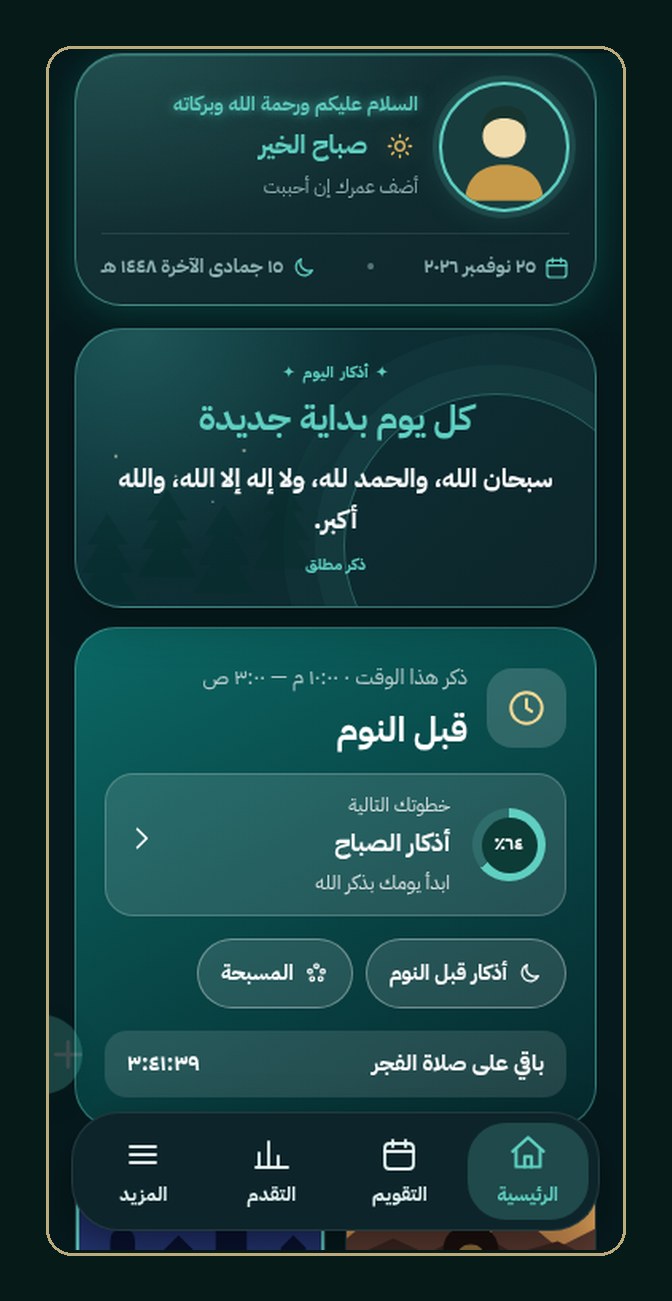 السلام عليكم ورحمة الله وبركاته
صباح الخير
أضف عمرك إن أحببت
٢٥ نوفمبر ٢٠٢٦ • ١٥ جمادى الآخرة ١٤٤٨ هـ
أذكار اليوم
كل يوم بداية جديدة
سبحان الله، والحمد لله، ولا إله إلا الله، والله
أكبر.
ذكر مطلق
ذكر هذا الوقت · ١٠:٠٠ م — ٣:٠٠ ص
قبل النوم
خطوتك التالية
أذكار الصباح
ابدأ يومك بذكر الله
٪٦٤
أذكار قبل النوم
المسبحة
باقي على صلاة الفجر
٣:٤١:٣٩
الرئيسية
التقويم
التقدم
المزيد